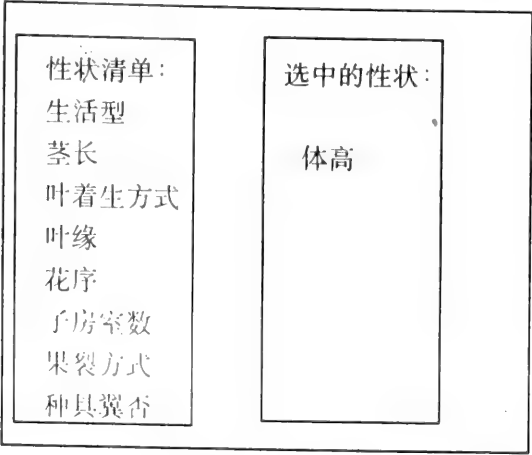 性状清单：
生活型
茎长
叶着生方式
叶缘
花序
子房室数
果裂方式
种具翼否
选中的性状：
体高